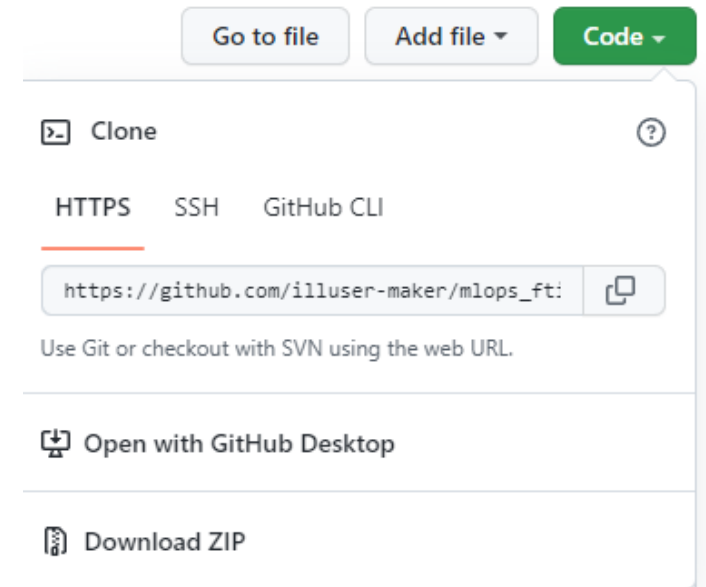 Go to file
Add file
Code
Clone
HTTPS SSH GitHub CLI
https://github.com/illuser-maker/mlops_ft
Use Git or checkout with SVN using the web URL.
Open with GitHub Desktop
Download ZIP